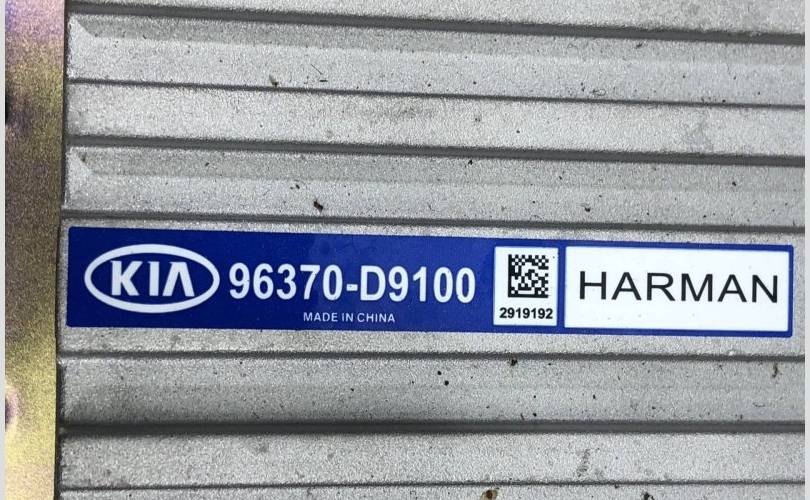 KIA 96370-D9100
MADE IN CHINA
2919192
HARMAN